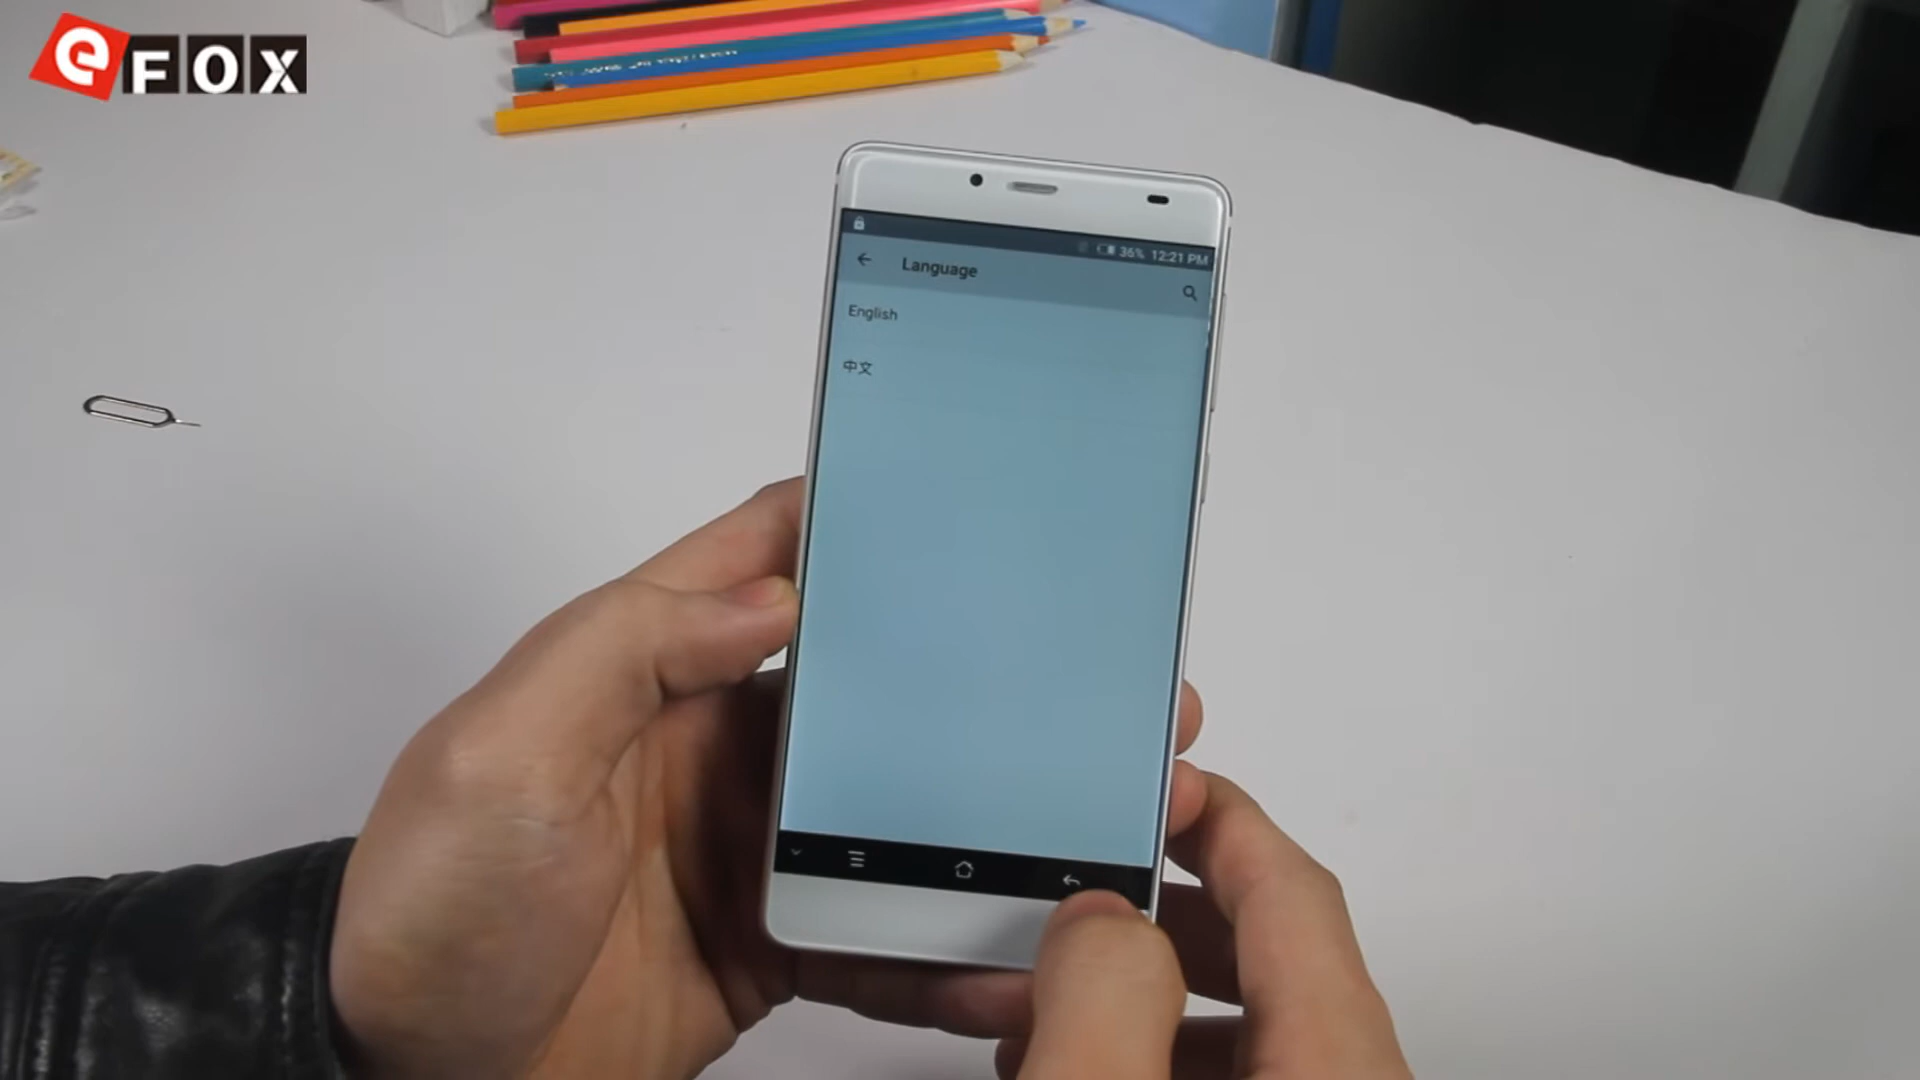 eFOX
36% 12:21 PM
Language
English
中文